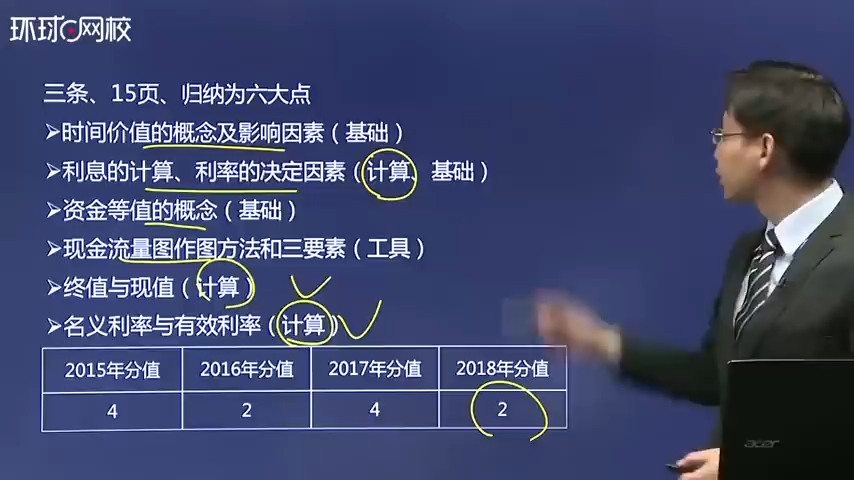 环球网校
三条、15页、归纳为六大点
➢时间价值的概念及影响因素（基础）
➢利息的计算、利率的决定因素（计算、基础）
➢资金等值的概念（基础）
➢现金流量图作图方法和三要素（工具）
➢终值与现值（计算）
➢名义利率与有效利率（计算）
2015年分值 2016年分值 2017年分值 2018年分值
4 2 4 2
acer